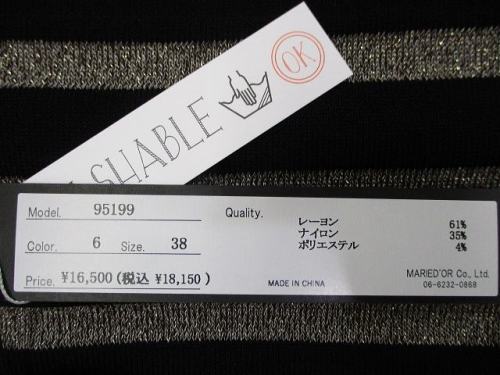 SHABLE
OK
Model. 95199
Color. 6 Size. 38
Price. ¥16,500(税込 ¥18,150)
Quality.
レーヨン 61%
ナイロン 35%
ポリエステル 4%
MADE IN CHINA
MARIED'OR Co., Ltd.
06-6232-0868